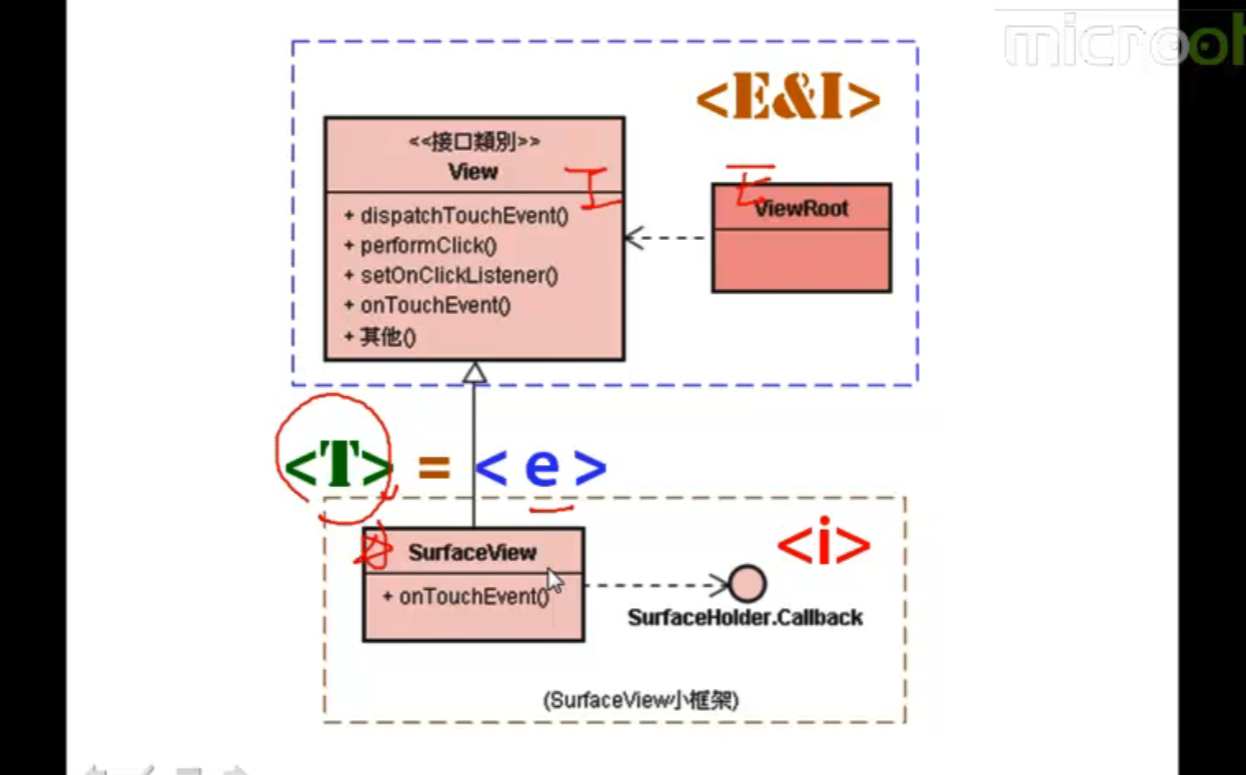 <E&I>
<<接口類別>>
View
I
+ dispatchTouchEvent()
+ performClick()
+ setOnClickListener()
+ onTouchEvent()
+ 其他()
E
ViewRoot
<T> = <e>
SurfaceView
+ onTouchEvent()
<i>
SurfaceHolder.Callback
(SurfaceView小框架)